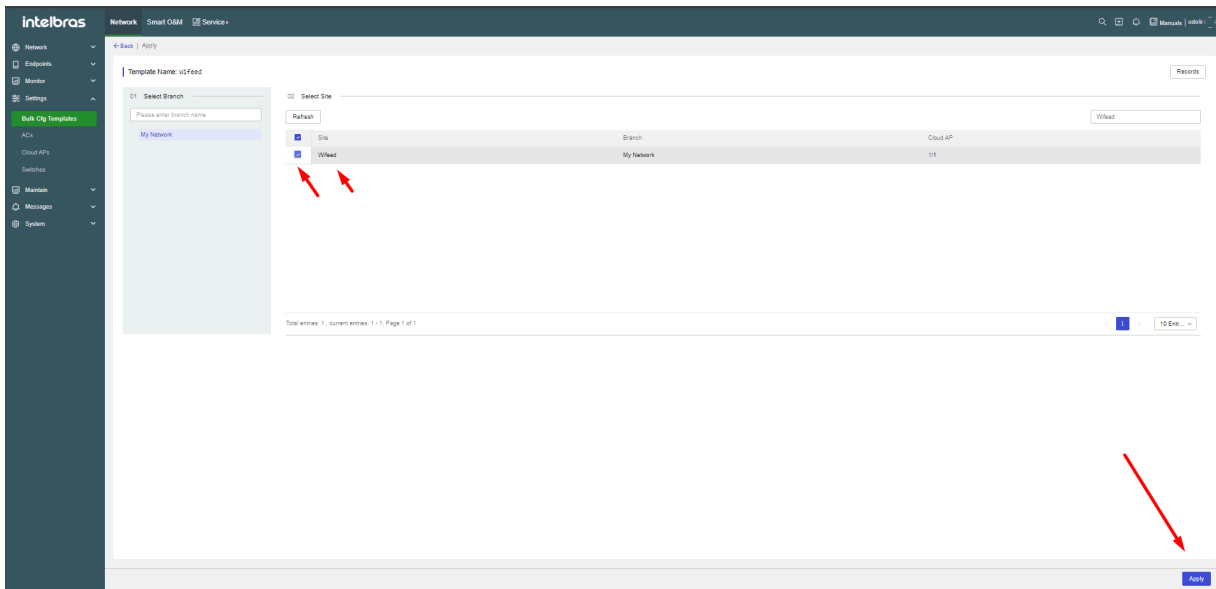 intelbras
Network Smart O&M Service
Manuals | odolir
Network
Endpoints
Monitor
Settings
Bulk Cfg Templates
ACs
Cloud APs
Switches
Maintain
Messages
System
Back | Apply
Template Name: wifeed
Records
01 Select Branch
Please enter branch name
My Network
02 Select Site
Refresh
Wifeed
Site Branch Cloud AP
Wifeed My Network 1/1
Total entries: 1 , current entries: 1 - 1. Page 1 of 1
1
10 Entr...
Apply